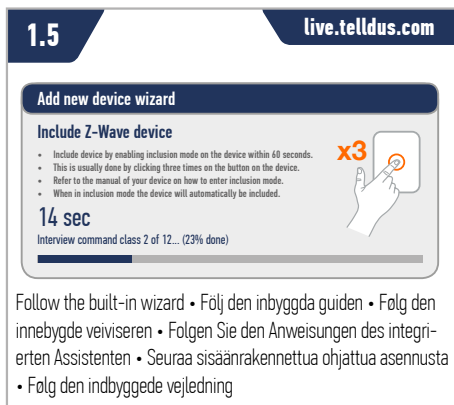 1.5
live.telldus.com
Add new device wizard
Include Z-Wave device
• Include device by enabling inclusion mode on the device within 60 seconds.
• This is usually done by clicking three times on the button on the device.
• Refer to the manual of your device on how to enter inclusion mode.
• When in inclusion mode the device will automatically be included.
x3
14 sec
Interview command class 2 of 12... (23% done)
Follow the built-in wizard • Följ den inbyggda guiden • Følg den
innebygde veiviseren • Folgen Sie den Anweisungen des integri-
erten Assistenten • Seuraa sisäänrakennettua ohjattua asennusta
• Følg den indbyggede vejledning